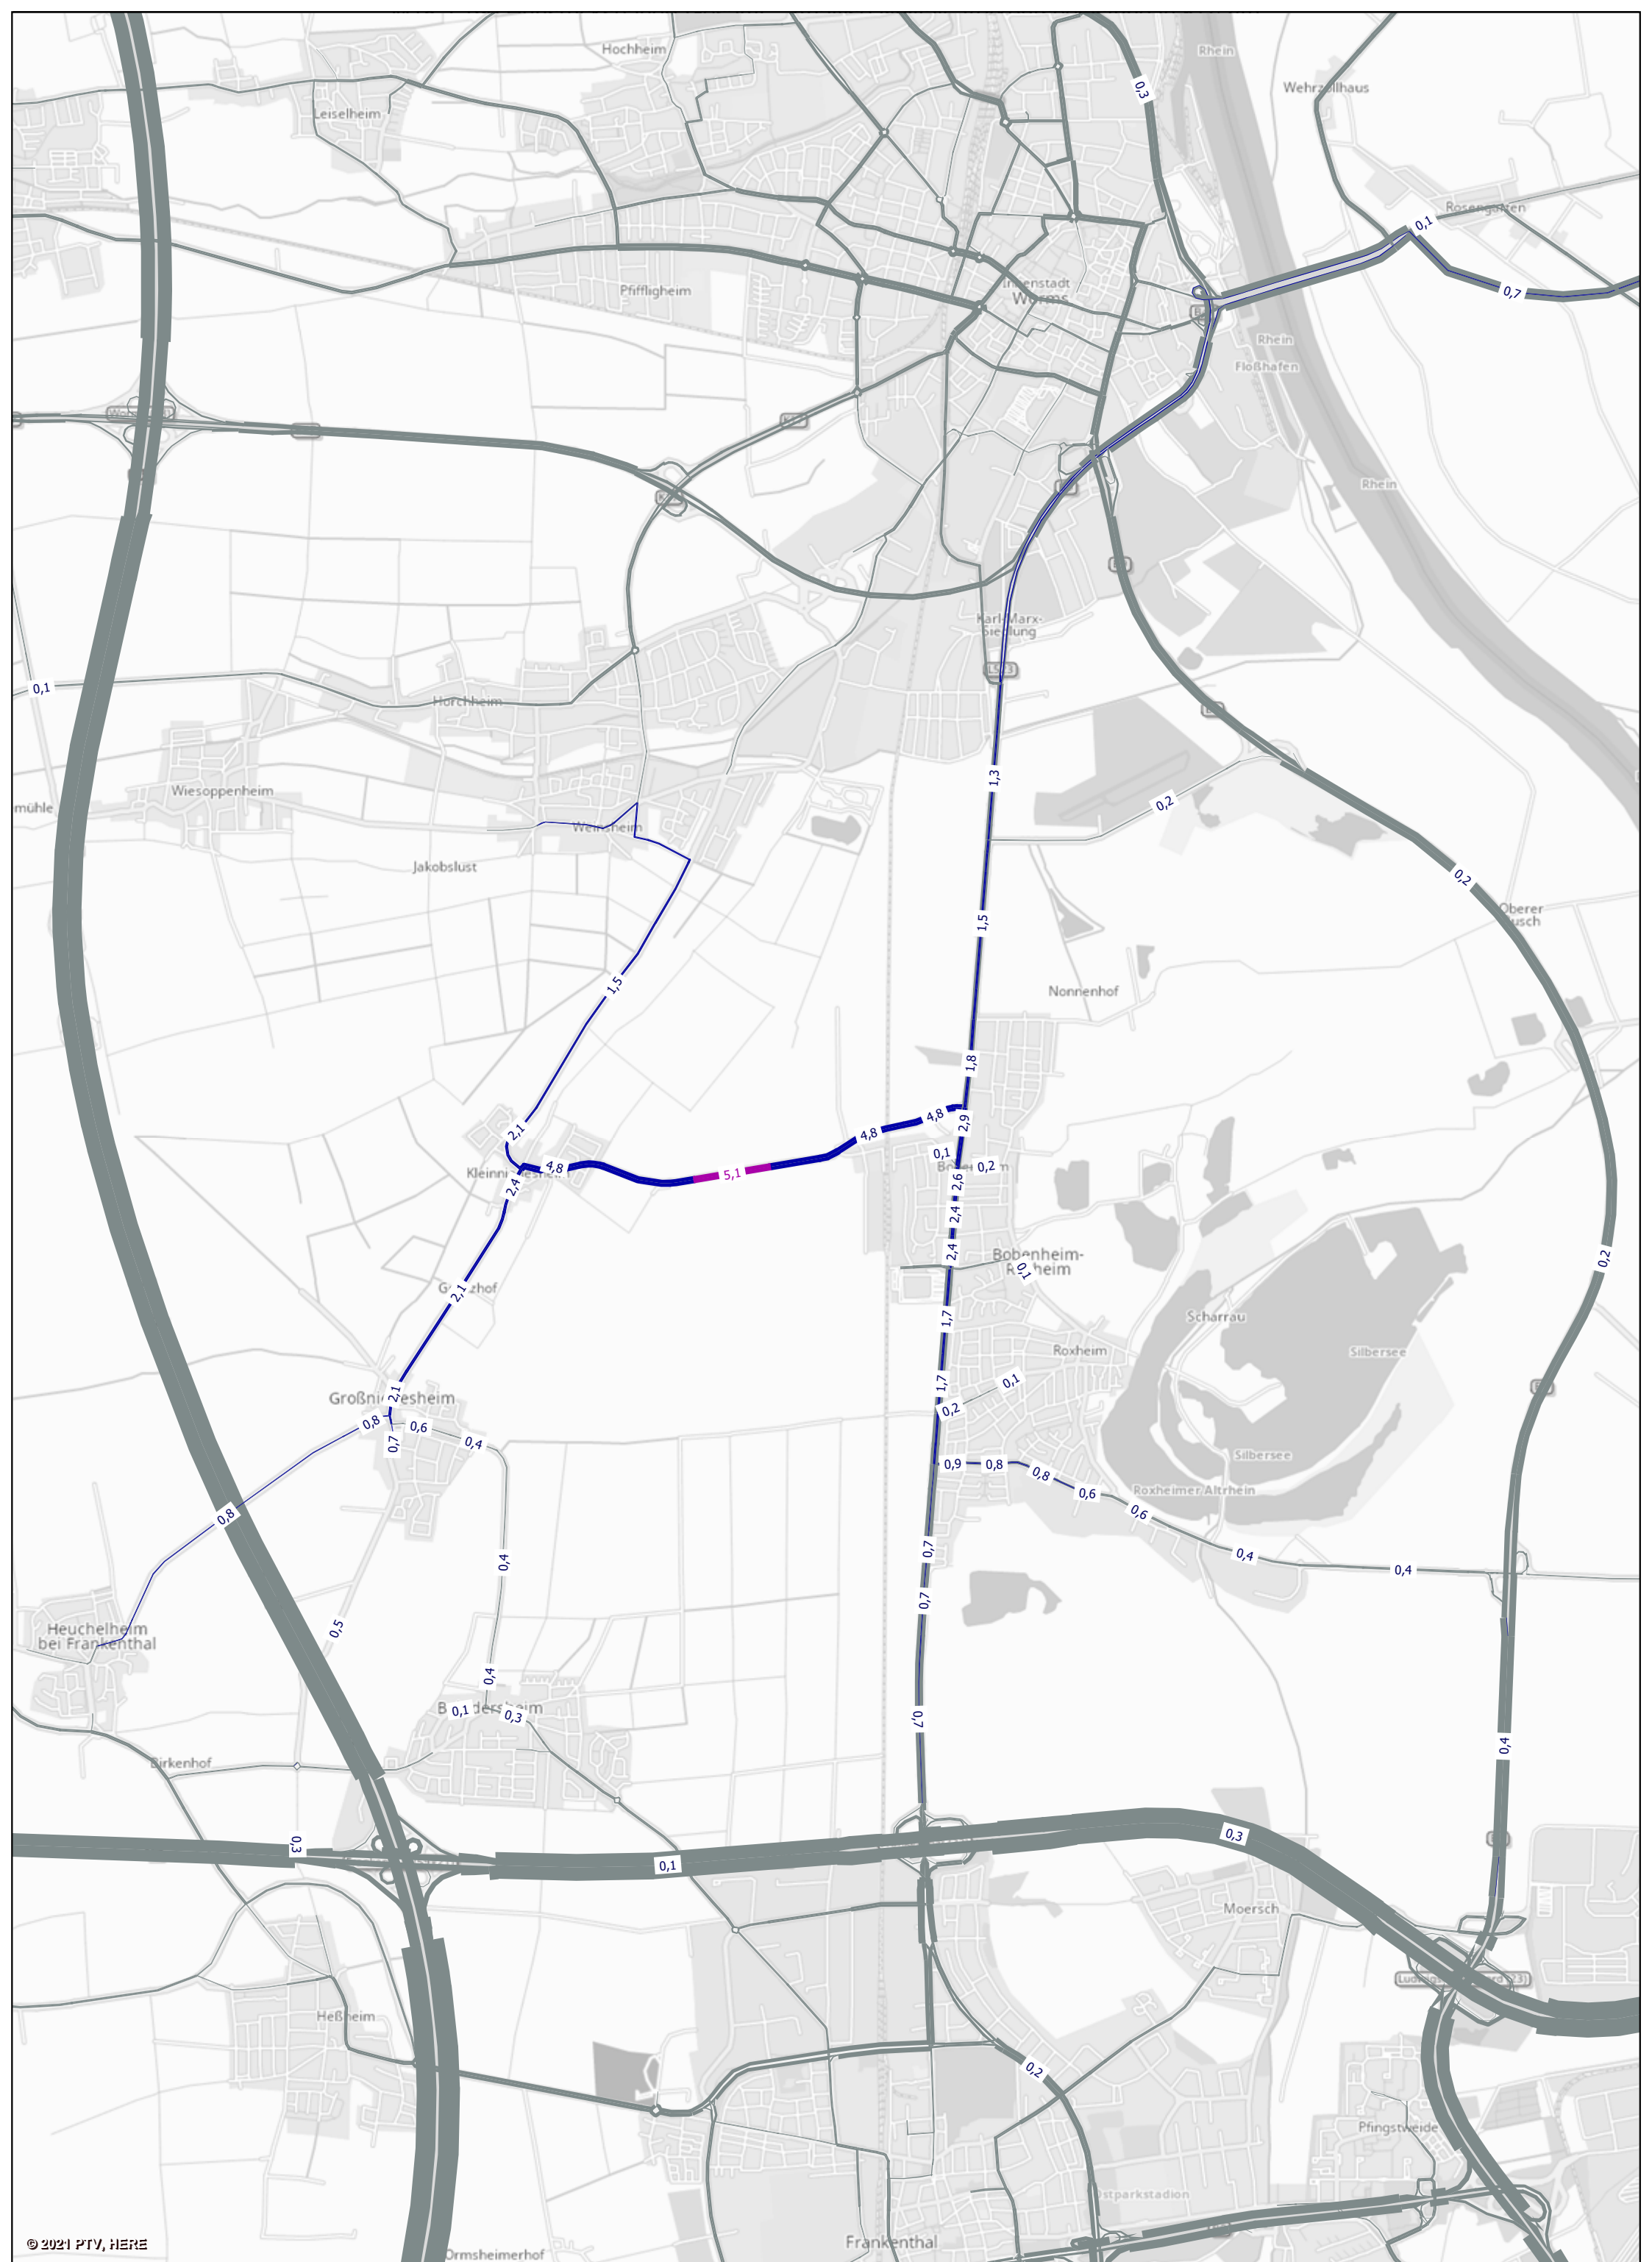 Hochheim
Rhein
0,3
Wehrzollhaus
Leiselheim
Rosengarten
0,1
Pfiffligheim
Innenstadt
Worms
0,7
Rhein
Floßhafen
Rhein
Karl-Marx-
Siedlung
0,1
Horchheim
1,3
Wiesoppenheim
0,2
Weinsheim
Jakobslust
0,2
Oberer
Busch
1,5
1,5
Nonnenhof
1,8
4,8
2,9
2,1
4,8
0,1
4,8
0,2
5,1
2,4
2,6
2,4
2,4
Bobenheim-
Roxheim
0,1
0,2
2,1
1,7
Scharrau
Roxheim
Silbersee
0,1
1,7
2,1
Großniedesheim
0,2
0,8
0,6
0,4
0,7
Silbersee
0,9
0,8
0,8
0,6
Roxheimer Altrhein
0,6
0,8
0,7
0,4
0,4
0,4
0,7
0,5
Heuchelheim
bei Frankenthal
0,4
0,1
0,3
0,7
0,4
Birkenhof
0,3
0,3
0,1
Moersch
Heßheim
0,2
Pfingstweide
Ostparkstadion
Frankenthal
© 2021 PTV, HERE
Ormsheimerhof